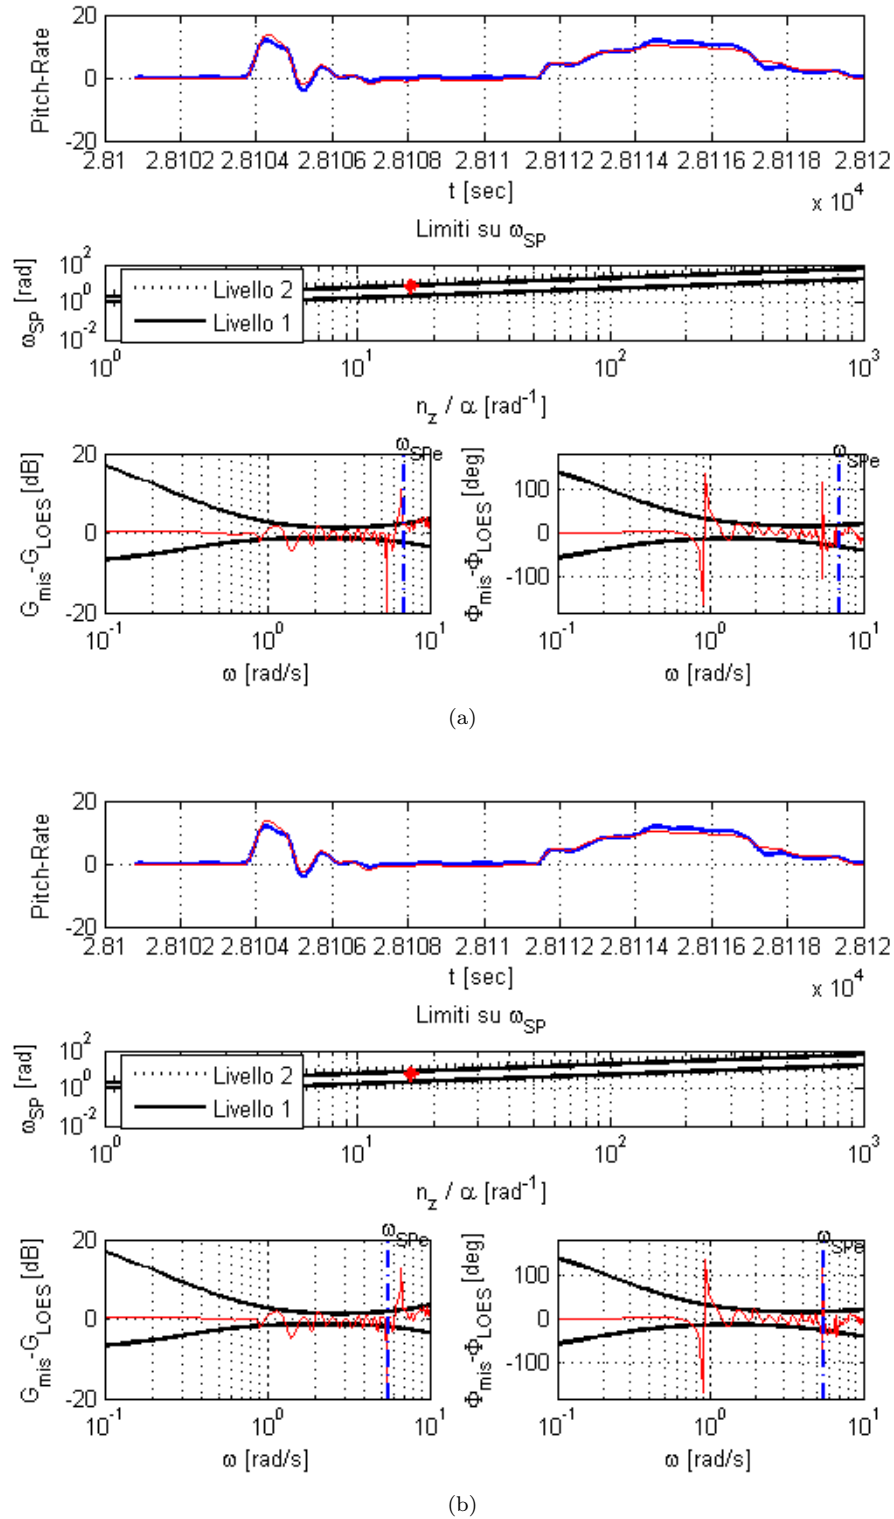 20
0
-20
Pitch-Rate
2.81 2.8102 2.8104 2.8106 2.8108 2.811 2.8112 2.8114 2.8116 2.8118 2.812
t [sec]
x 10^4
Limiti su ω_SP
10^2
10^0
10^-2
ω_SP [rad]
Livello 2
Livello 1
10^0 10^1 10^2 10^3
n_z / α [rad^-1]
ω_SPe
20
0
-20
G_mis-G_LOES [dB]
10^-1 10^0 10^1
ω [rad/s]
ω_SPe
100
0
-100
Φ_mis-Φ_LOES [deg]
10^-1 10^0 10^1
ω [rad/s]
(a)
20
0
-20
Pitch-Rate
2.81 2.8102 2.8104 2.8106 2.8108 2.811 2.8112 2.8114 2.8116 2.8118 2.812
t [sec]
x 10^4
Limiti su ω_SP
10^2
10^0
10^-2
ω_SP [rad]
Livello 2
Livello 1
10^0 10^1 10^2 10^3
n_z / α [rad^-1]
ω_SPe
20
0
-20
G_mis-G_LOES [dB]
10^-1 10^0 10^1
ω [rad/s]
ω_SPe
100
0
-100
Φ_mis-Φ_LOES [deg]
10^-1 10^0 10^1
ω [rad/s]
(b)